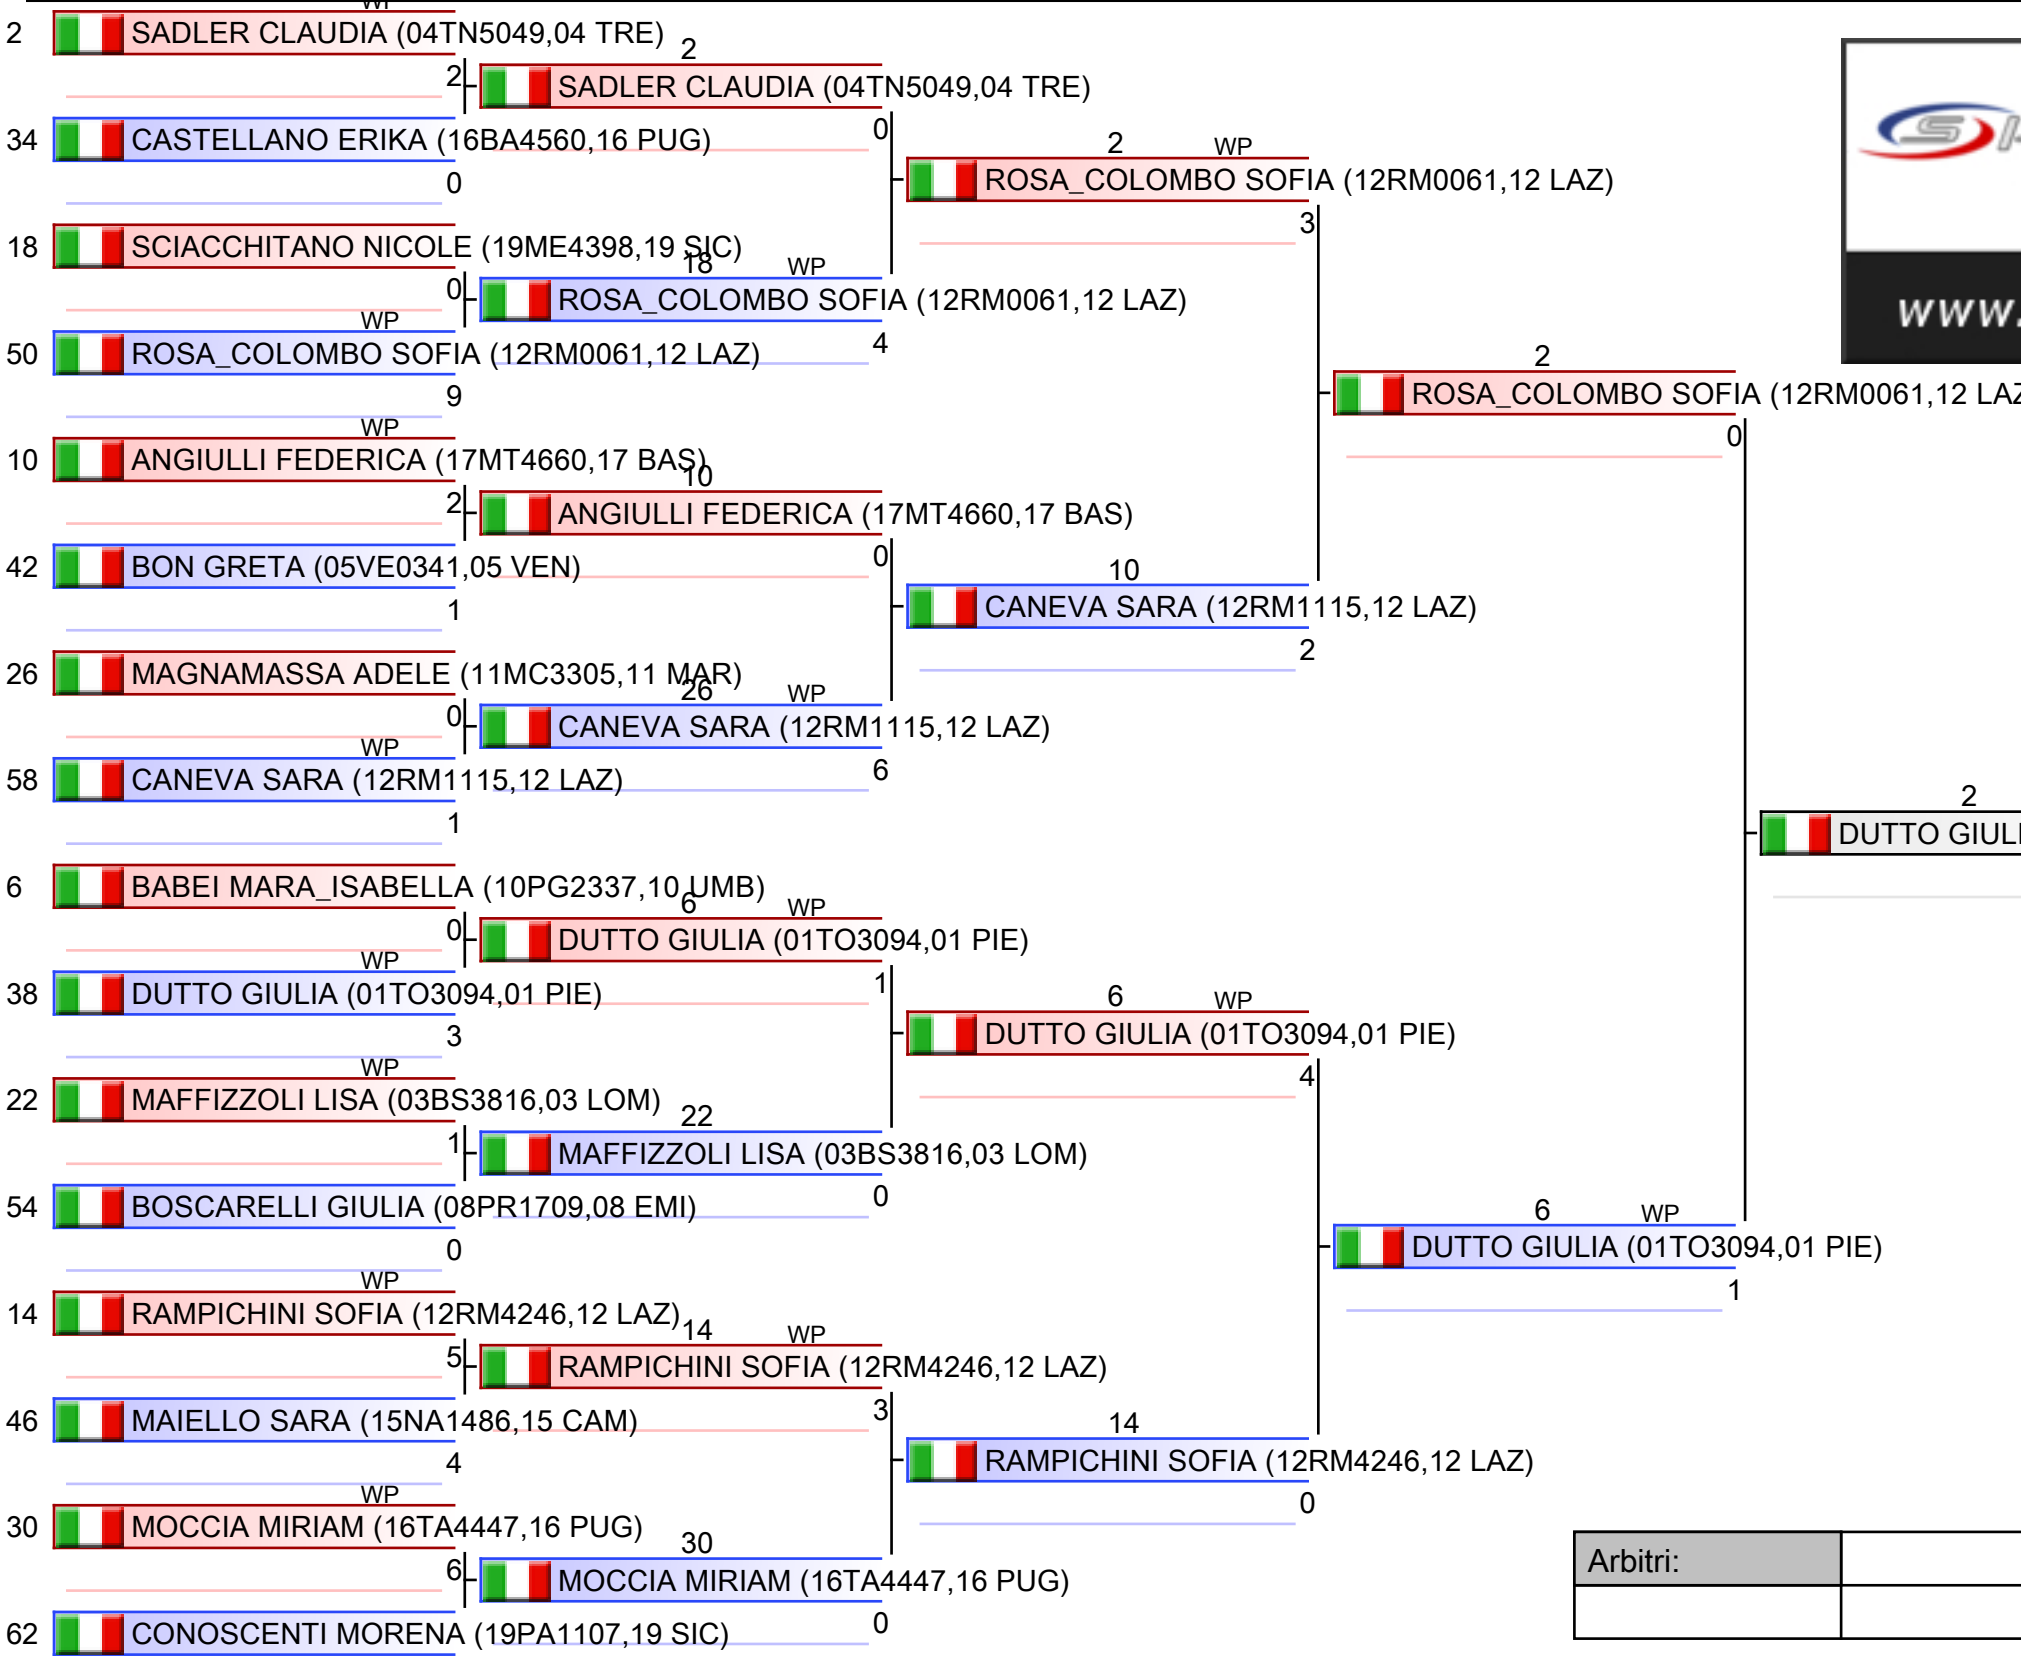 WP
2 SADLER CLAUDIA (04TN5049,04 TRE)
2
2
SADLER CLAUDIA (04TN5049,04 TRE)
34 CASTELLANO ERIKA (16BA4560,16 PUG)
0
0
2 WP
ROSA_COLOMBO SOFIA (12RM0061,12 LAZ)
3
18 SCIACCHITANO NICOLE (19ME4398,19 SIC)
0
18 WP
ROSA_COLOMBO SOFIA (12RM0061,12 LAZ)
4
WP
50 ROSA_COLOMBO SOFIA (12RM0061,12 LAZ)
9
WWW.
2
ROSA_COLOMBO SOFIA (12RM0061,12 LAZ
0
WP
10 ANGIULLI FEDERICA (17MT4660,17 BAS)
2
10
ANGIULLI FEDERICA (17MT4660,17 BAS)
0
42 BON GRETA (05VE0341,05 VEN)
1
10
CANEVA SARA (12RM1115,12 LAZ)
2
26 MAGNAMASSA ADELE (11MC3305,11 MAR)
0
26 WP
CANEVA SARA (12RM1115,12 LAZ)
6
WP
58 CANEVA SARA (12RM1115,12 LAZ)
1
2
DUTTO GIULI
6 BABEI MARA_ISABELLA (10PG2337,10 UMB)
0
6 WP
DUTTO GIULIA (01TO3094,01 PIE)
1
WP
38 DUTTO GIULIA (01TO3094,01 PIE)
3
6 WP
DUTTO GIULIA (01TO3094,01 PIE)
4
WP
22 MAFFIZZOLI LISA (03BS3816,03 LOM)
1
22
MAFFIZZOLI LISA (03BS3816,03 LOM)
0
54 BOSCARELLI GIULIA (08PR1709,08 EMI)
0
6 WP
DUTTO GIULIA (01TO3094,01 PIE)
1
WP
14 RAMPICHINI SOFIA (12RM4246,12 LAZ)
5
14 WP
RAMPICHINI SOFIA (12RM4246,12 LAZ)
3
46 MAIELLO SARA (15NA1486,15 CAM)
4
14
RAMPICHINI SOFIA (12RM4246,12 LAZ)
0
WP
30 MOCCIA MIRIAM (16TA4447,16 PUG)
6
30
MOCCIA MIRIAM (16TA4447,16 PUG)
0
62 CONOSCENTI MORENA (19PA1107,19 SIC)
Arbitri: